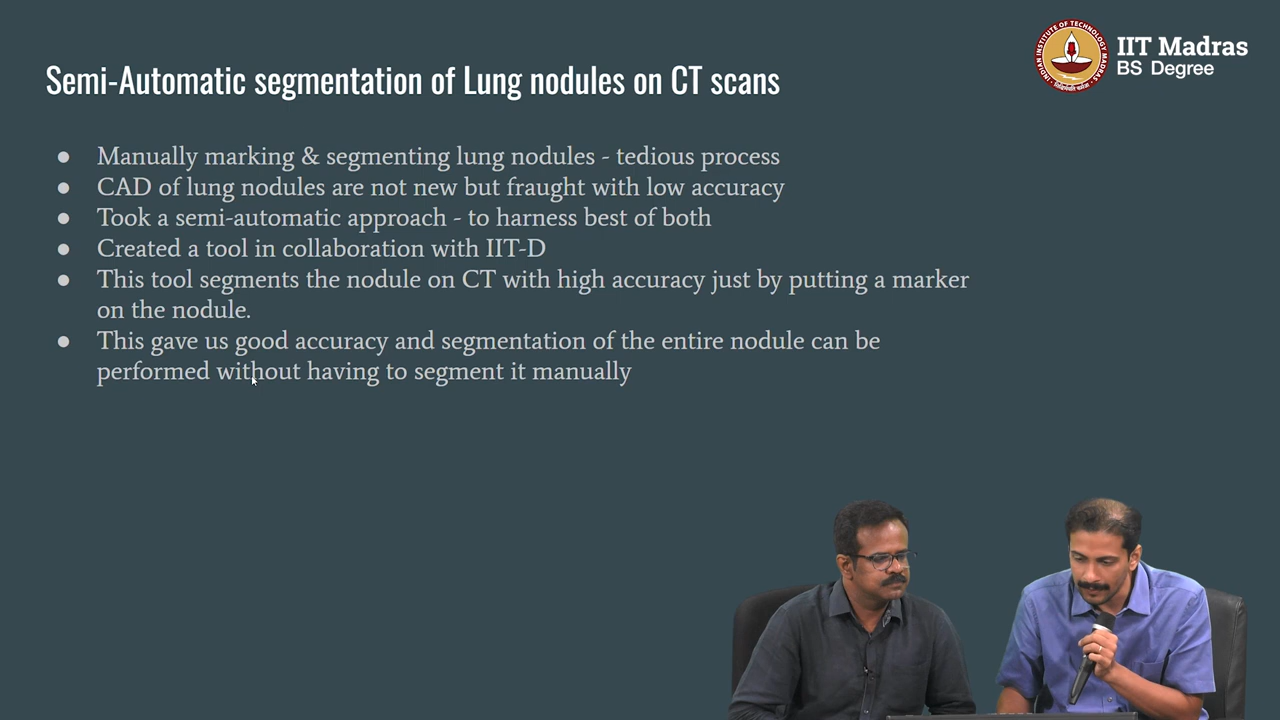 IIT Madras
BS Degree
Semi-Automatic segmentation of Lung nodules on CT scans
● Manually marking & segmenting lung nodules - tedious process
● CAD of lung nodules are not new but fraught with low accuracy
● Took a semi-automatic approach - to harness best of both
● Created a tool in collaboration with IIT-D
● This tool segments the nodule on CT with high accuracy just by putting a marker
on the nodule.
● This gave us good accuracy and segmentation of the entire nodule can be
performed without having to segment it manually